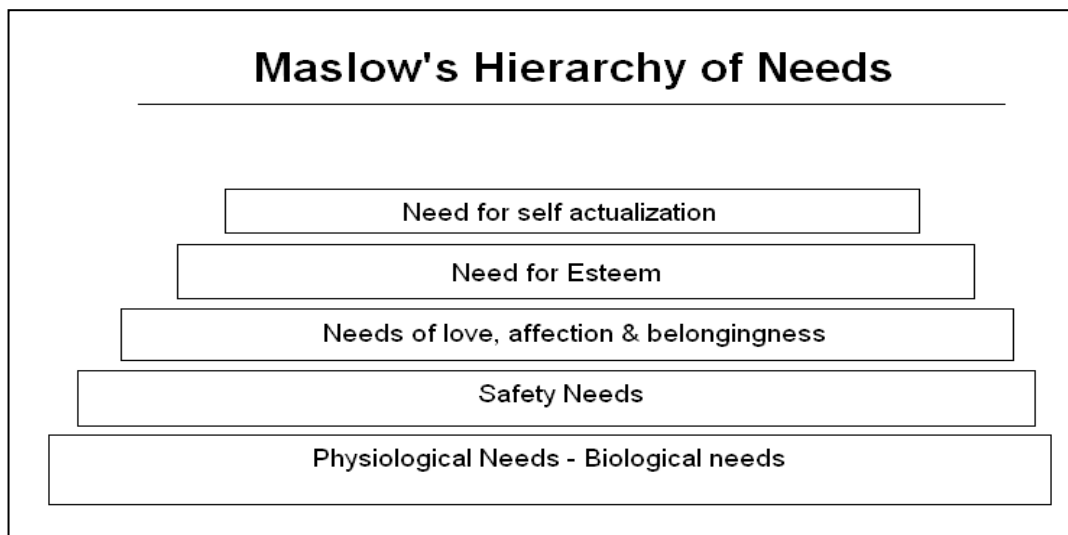 Maslow's Hierarchy of Needs
Need for self actualization
Need for Esteem
Needs of love, affection & belongingness
Safety Needs
Physiological Needs - Biological needs